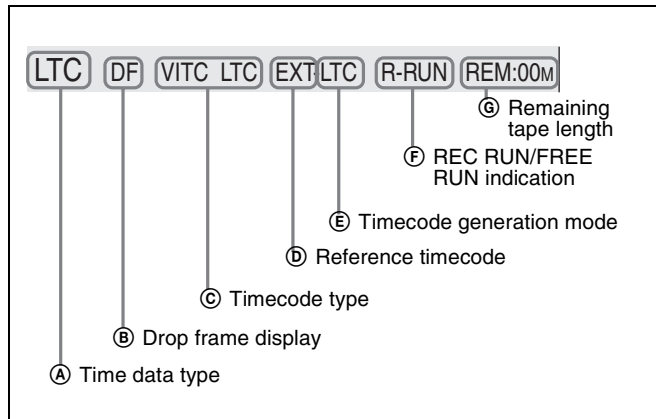 LTC DF VITC LTC EXT-LTC R-RUN REM:00M
G Remaining
tape length
F REC RUN/FREE
RUN indication
E Timecode generation mode
D Reference timecode
C Timecode type
B Drop frame display
A Time data type